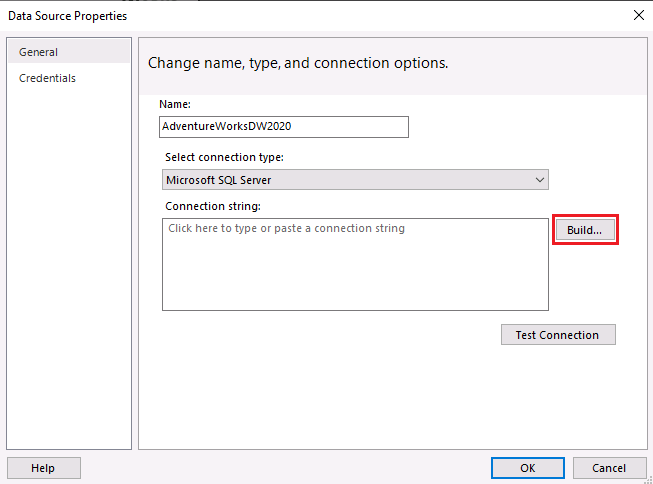 Data Source Properties
General
Credentials
Change name, type, and connection options.
Name:
AdventureWorksDW2020
Select connection type:
Microsoft SQL Server
Connection string:
Click here to type or paste a connection string
Build...
Test Connection
Help
OK
Cancel